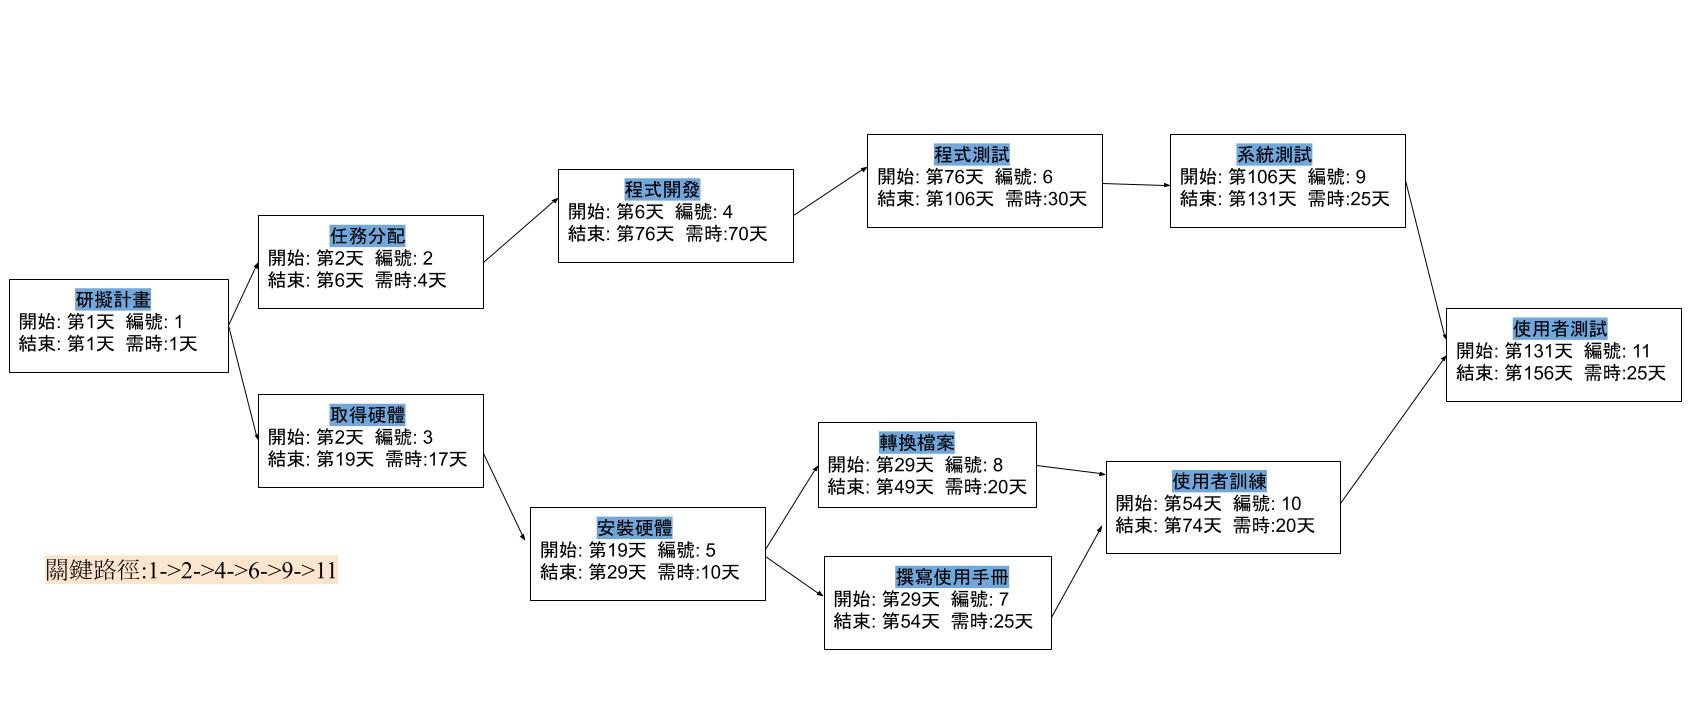 研擬計畫
開始: 第1天  編號: 1
結束: 第1天  需時:1天
任務分配
開始: 第2天  編號: 2
結束: 第6天  需時:4天
取得硬體
開始: 第2天  編號: 3
結束: 第19天  需時:17天
程式開發
開始: 第6天  編號: 4
結束: 第76天  需時:70天
安裝硬體
開始: 第19天  編號: 5
結束: 第29天  需時:10天
程式測試
開始: 第76天  編號: 6
結束: 第106天  需時:30天
轉換檔案
開始: 第29天  編號: 8
結束: 第49天  需時:20天
撰寫使用手冊
開始: 第29天  編號: 7
結束: 第54天  需時:25天
系統測試
開始: 第106天  編號: 9
結束: 第131天  需時:25天
使用者訓練
開始: 第54天  編號: 10
結束: 第74天  需時:20天
使用者測試
開始: 第131天  編號: 11
結束: 第156天  需時:25天
關鍵路徑:1->2->4->6->9->11